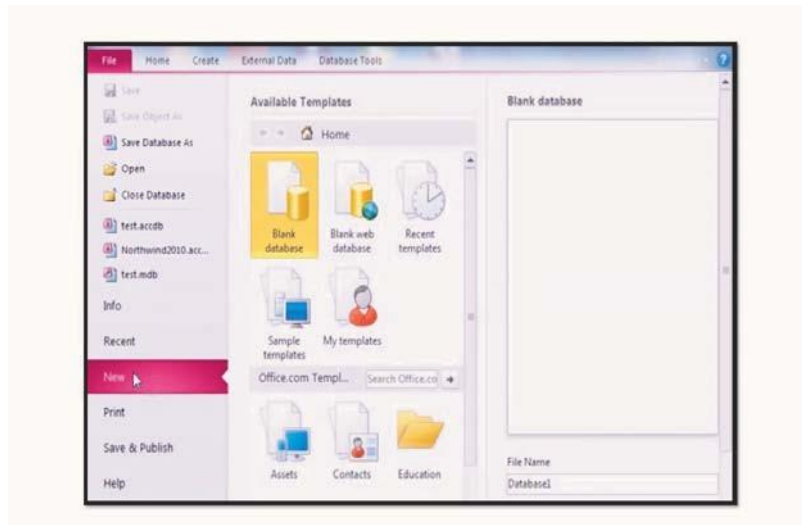 File Home Create External Data Database Tools
Save
Save Object As
Save Database As
Open
Close Database
test.accdb
Northwind2010.acc...
test.mdb
Info
Recent
New
Print
Save & Publish
Help
Available Templates
Home
Blank database
Blank web database
Recent templates
Sample templates
My templates
Office.com Templ...
Search Office.co
Assets
Contacts
Education
Blank database
File Name
Database1